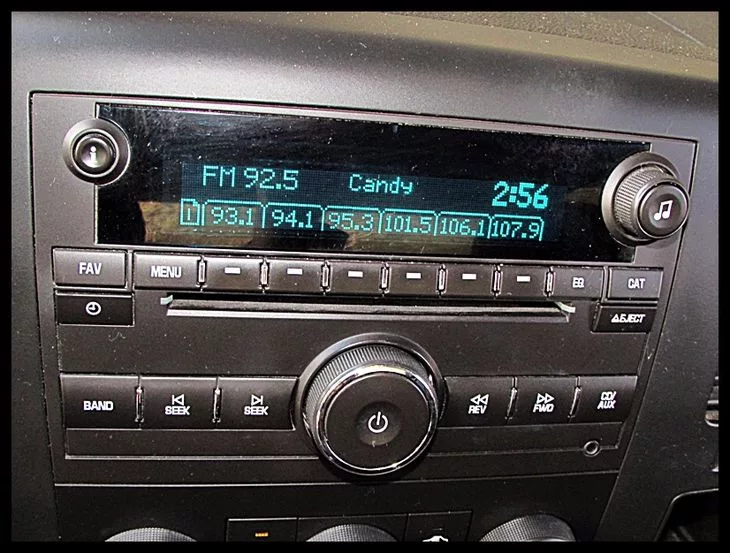 FM 92.5 Candy 2:56
1 93.1 94.1 95.3 101.5 106.1 107.9
FAV MENU EQ CAT
EJECT
BAND SEEK SEEK REV FWD CD/AUX